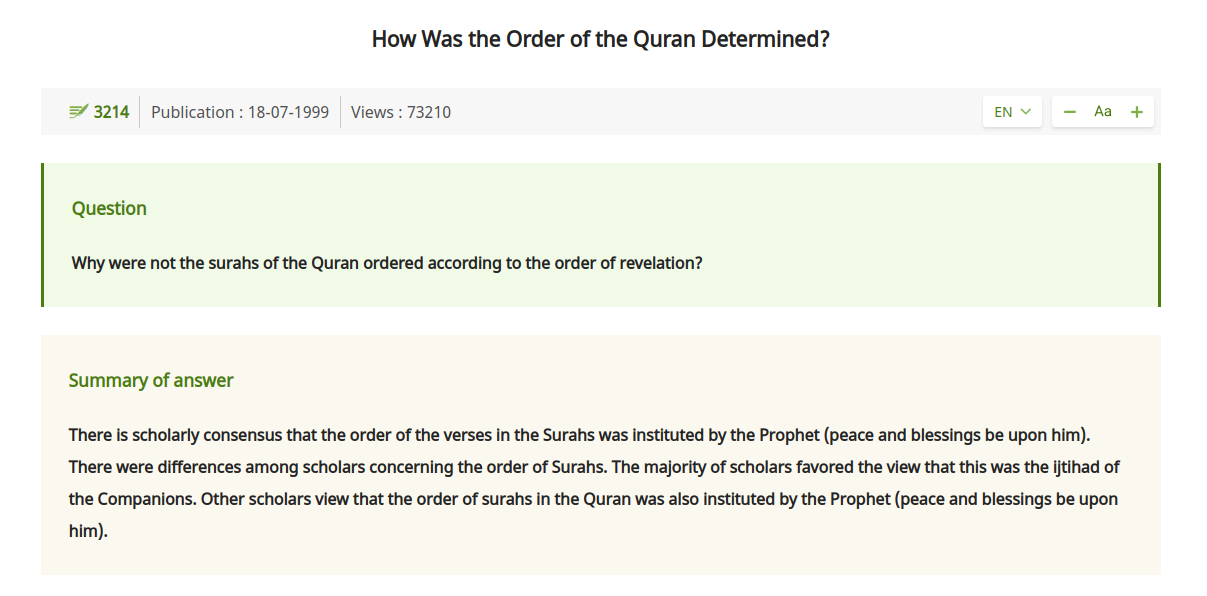 How Was the Order of the Quran Determined?
3214 Publication : 18-07-1999 Views : 73210 EN Aa
Question
Why were not the surahs of the Quran ordered according to the order of revelation?
Summary of answer
There is scholarly consensus that the order of the verses in the Surahs was instituted by the Prophet (peace and blessings be upon him).
There were differences among scholars concerning the order of Surahs. The majority of scholars favored the view that this was the ijtihad of
the Companions. Other scholars view that the order of surahs in the Quran was also instituted by the Prophet (peace and blessings be upon
him).